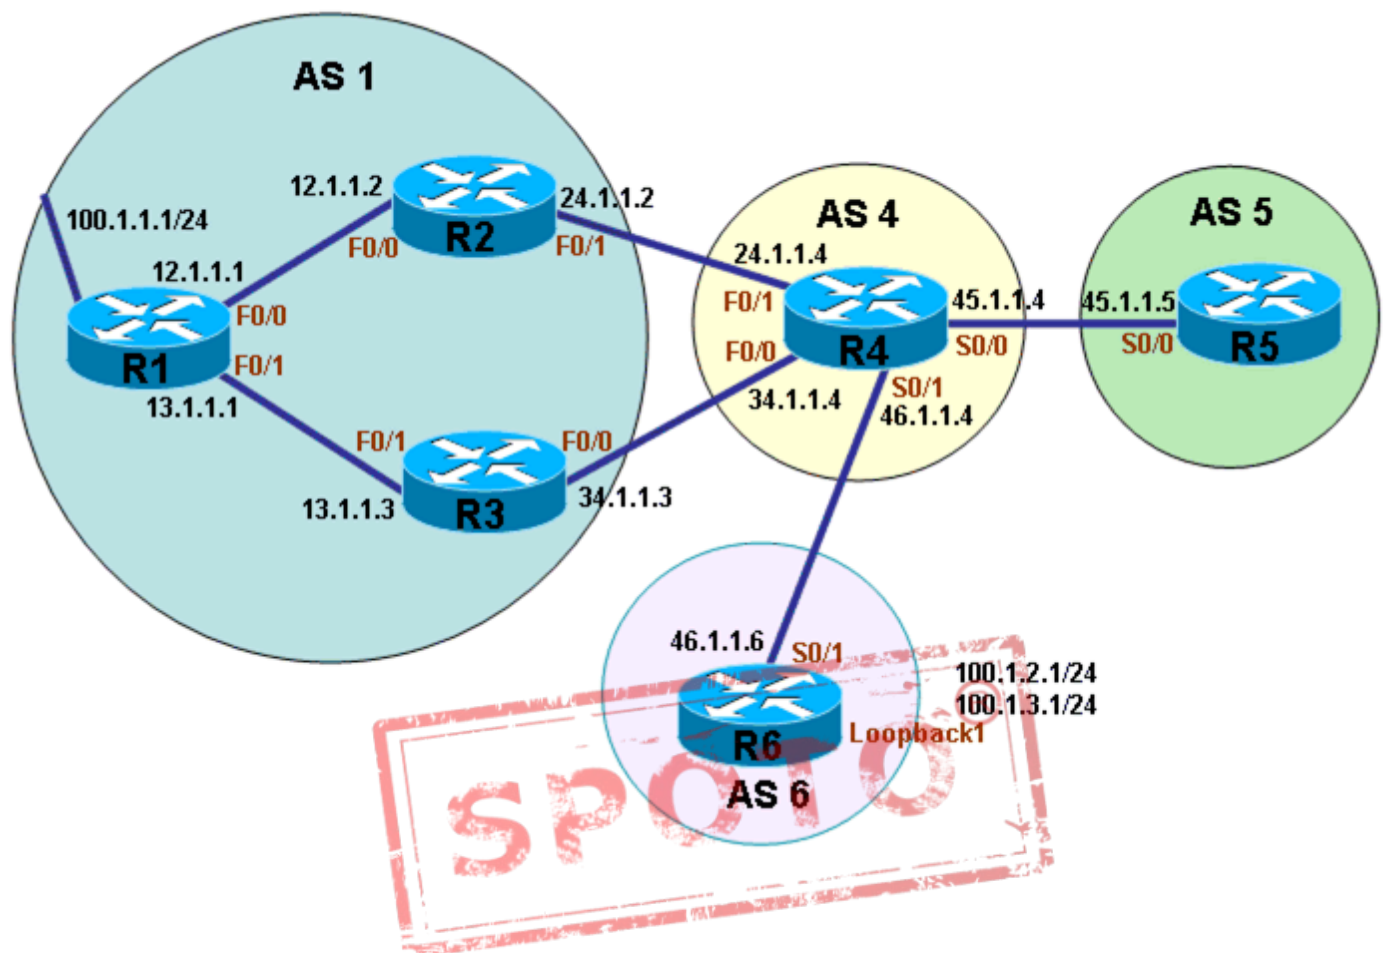 AS 1
100.1.1.1/24
12.1.1.1
F0/0
R1
F0/1
13.1.1.1
12.1.1.2
F0/0
R2
24.1.1.2
F0/1
F0/1
13.1.1.3
R3
F0/0
34.1.1.3
AS 4
24.1.1.4
F0/1
F0/0
34.1.1.4
R4
45.1.1.4
S0/0
S0/1
46.1.1.4
AS 5
45.1.1.5
S0/0
R5
46.1.1.6
S0/1
R6
100.1.2.1/24
100.1.3.1/24
Loopback1
AS 6
SPOTO